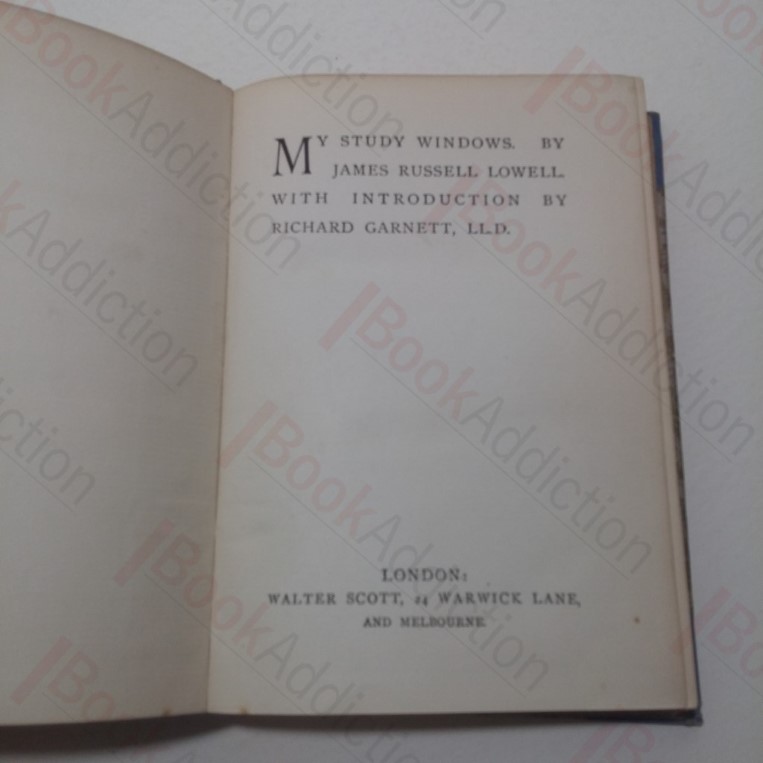 MY STUDY WINDOWS. BY
JAMES RUSSELL LOWELL.
WITH INTRODUCTION BY
RICHARD GARNETT, LL.D.
LONDON:
WALTER SCOTT, 24 WARWICK LANE,
AND MELBOURNE.
BookAddiction